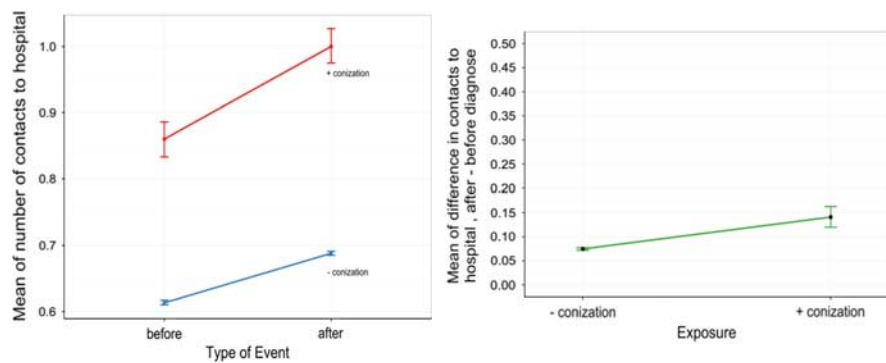 Mean of number of contacts to hospital
1.0
0.9
0.8
0.7
0.6
+ conization
- conization
before
after
Type of Event
Mean of difference in contacts to
hospital , after - before diagnose
0.50
0.45
0.40
0.35
0.30
0.25
0.20
0.15
0.10
0.05
0.00
- conization
+ conization
Exposure